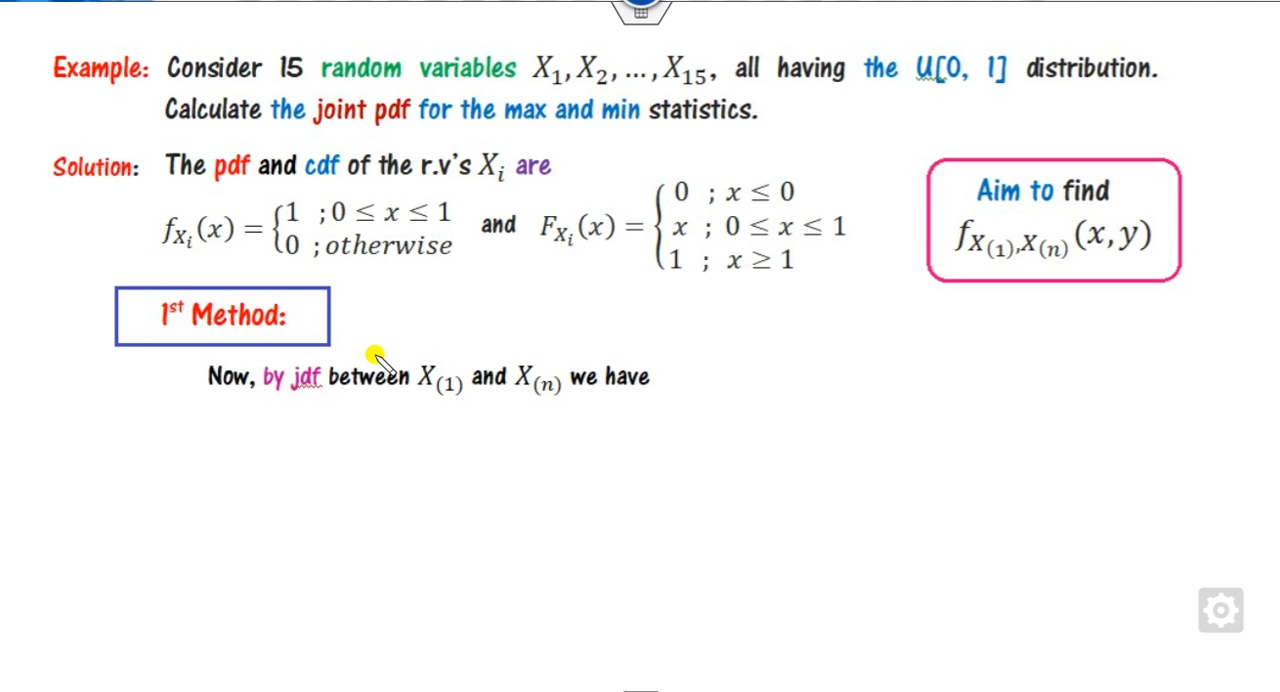 Example: Consider 15 random variables X₁, X₂, …, X₁₅, all having the U[0, 1] distribution.
Calculate the joint pdf for the max and min statistics.
Solution: The pdf and cdf of the r.v's Xᵢ are
f_{Xᵢ}(x) = {1 ; 0 ≤ x ≤ 1
0 ; otherwise
and F_{Xᵢ}(x) = {0 ; x ≤ 0
x ; 0 ≤ x ≤ 1
1 ; x ≥ 1
Aim to find
f_{X₍₁₎,X₍ₙ₎}(x, y)
1st Method:
Now, by jdf between X₍₁₎ and X₍ₙ₎ we have